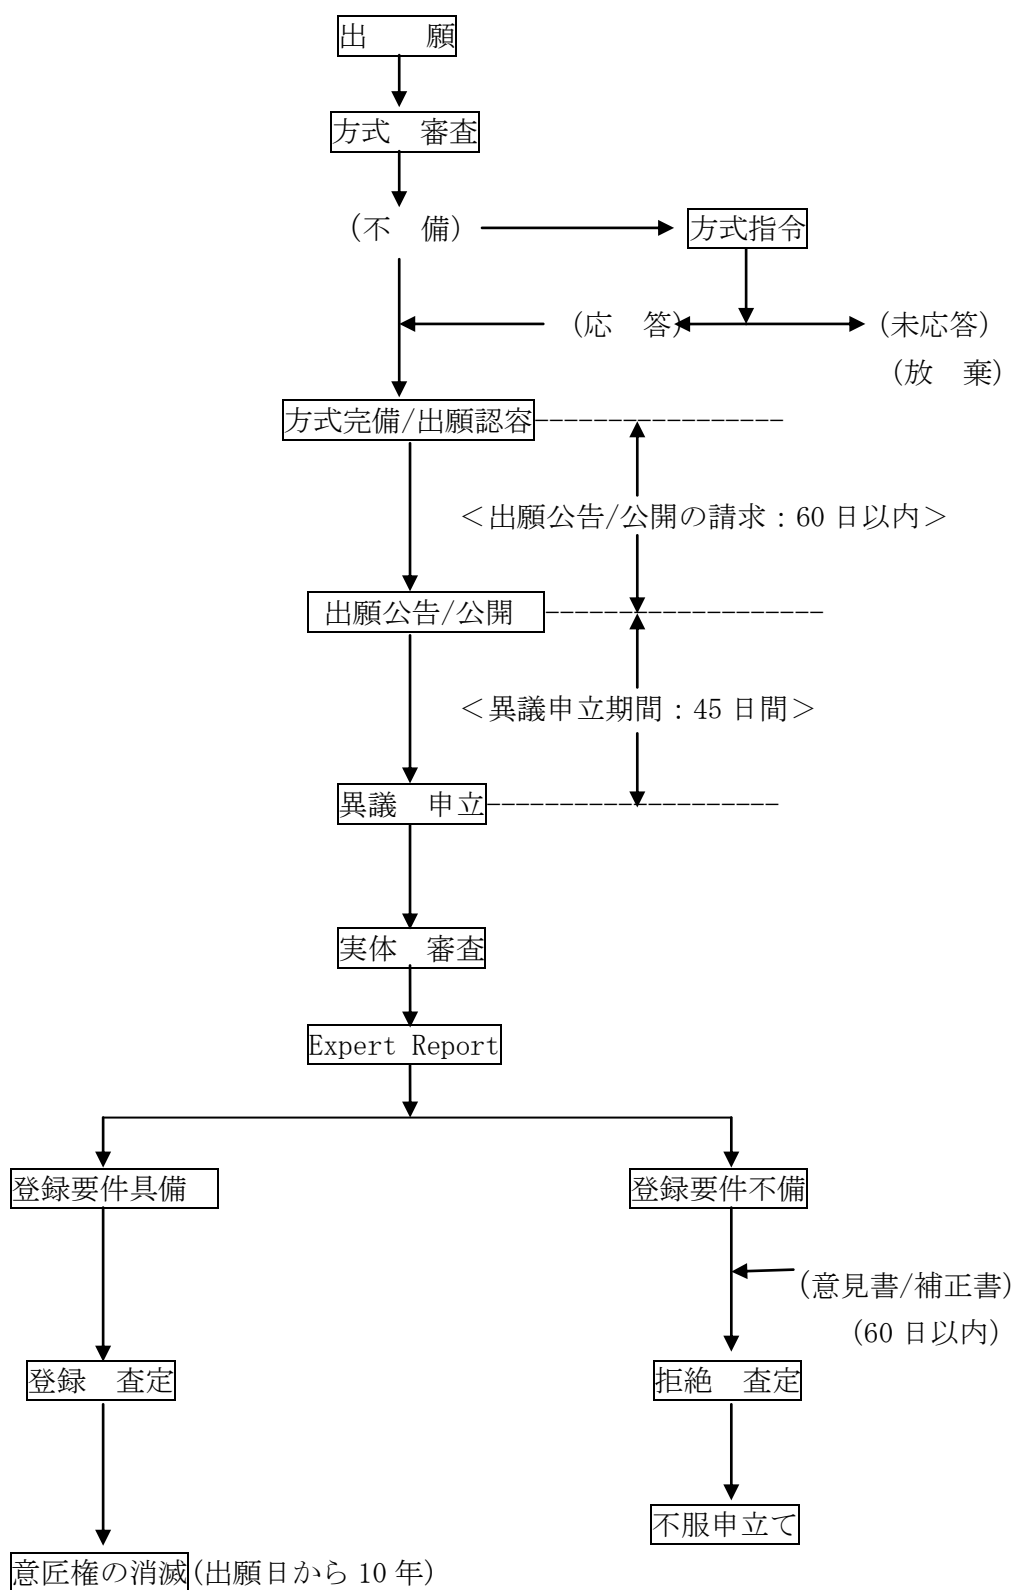 出　　願
方式　審査
(不　備)
方式指令
(応　答)
(未応答)
(放　棄)
方式完備/出願認容
＜出願公告/公開の請求：60 日以内＞
出願公告/公開
＜異議申立期間：45 日間＞
異議　申立
実体　審査
Expert Report
登録要件具備
登録要件不備
(意見書/補正書)
(60 日以内)
登録　査定
拒絶　査定
不服申立て
意匠権の消滅(出願日から 10 年)